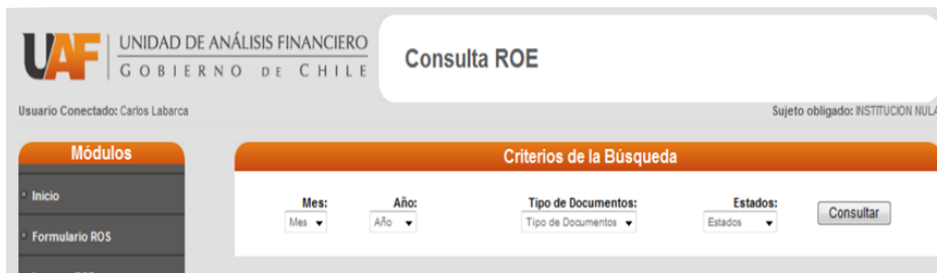 UAF
UNIDAD DE ANÁLISIS FINANCIERO
GOBIERNO DE CHILE
Consulta ROE
Usuario Conectado: Carlos Labarca
Sujeto obligado: INSTITUCION NULA
Módulos
Criterios de la Búsqueda
Inicio
Formulario ROS
Mes: Año: Tipo de Documentos: Estados:
Mes Año Tipo de Documentos Estados Consultar